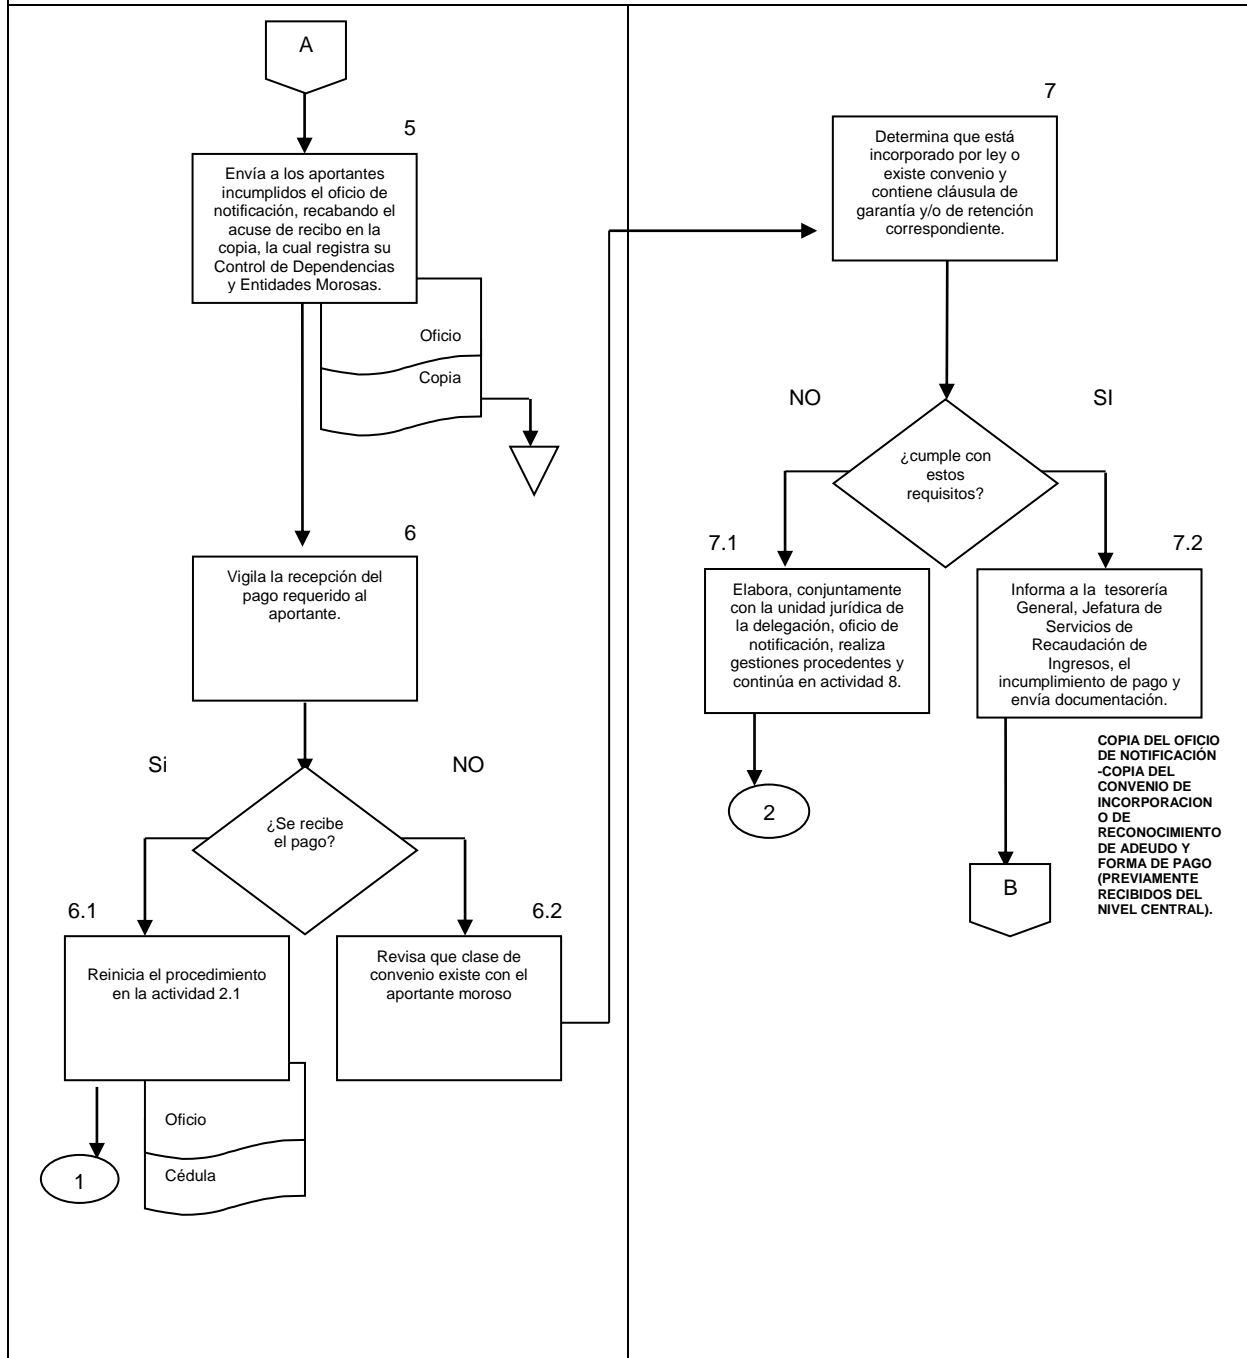 A
5
Envía a los aportantes
incumplidos el oficio de
notificación, recabando el
acuse de recibo en la
copia, la cual registra su
Control de Dependencias
y Entidades Morosas.
Oficio
Copia
6
Vigila la recepción del
pago requerido al
aportante.
Si
NO
¿Se recibe
el pago?
6.1
Reinicia el procedimiento
en la actividad 2.1
Oficio
Cédula
1
6.2
Revisa que clase de
convenio existe con el
aportante moroso
7
Determina que está
incorporado por ley o
existe convenio y
contiene cláusula de
garantía y/o de retención
correspondiente.
NO
SI
¿cumple con
estos
requisitos?
7.1
Elabora, conjuntamente
con la unidad jurídica de
la delegación, oficio de
notificación, realiza
gestiones procedentes y
continúa en actividad 8.
2
7.2
Informa a la tesorería
General, Jefatura de
Servicios de
Recaudación de
Ingresos, el
incumplimiento de pago y
envía documentación.
COPIA DEL OFICIO
DE NOTIFICACIÓN
-COPIA DEL
CONVENIO DE
INCORPORACION
O DE
RECONOCIMIENTO
DE ADEUDO Y
FORMA DE PAGO
(PREVIAMENTE
RECIBIDOS DEL
NIVEL CENTRAL).
B